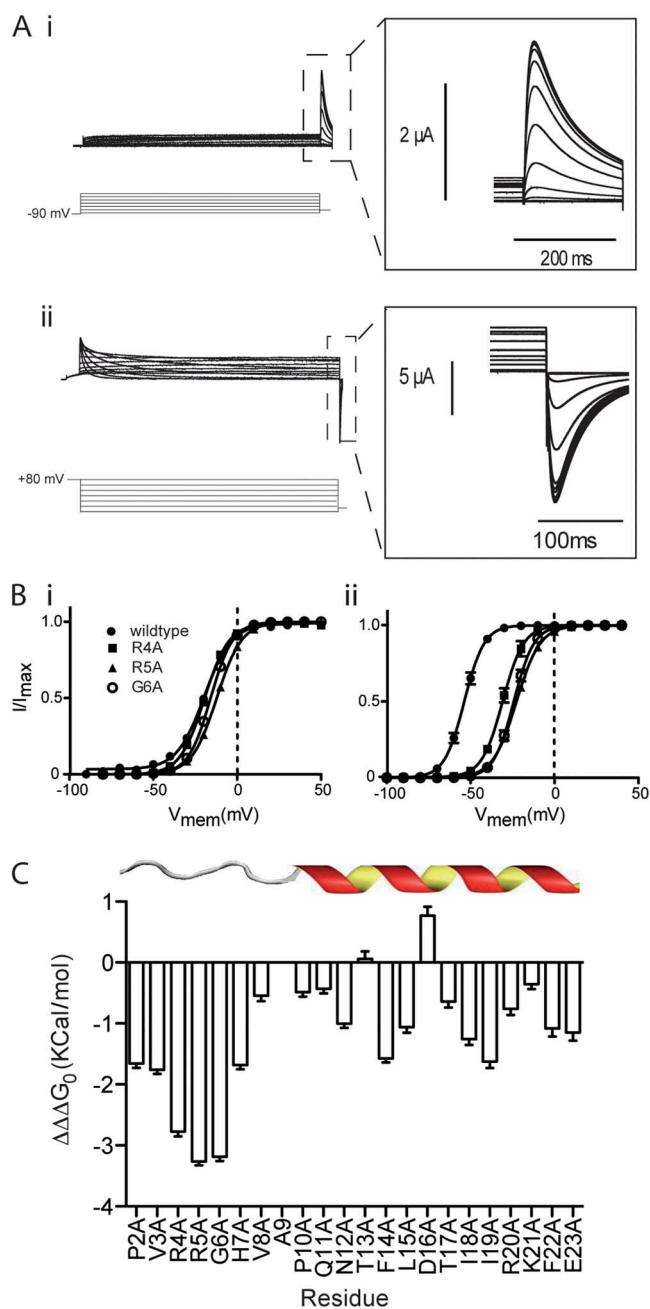 A i
2 µA
-90 mV
200 ms
ii
5 µA
+80 mV
100ms
B i
ii
1.0
0.5
0
I/Imax
wildtype
R4A
R5A
G6A
-100
-50
0
50
Vmem(mV)
1.0
0.5
0
-100
-50
0
50
Vmem(mV)
C
1
0
-1
-2
-3
-4
ΔΔΔG0 (KCal/mol)
P2A
V3A
R4A
R5A
G6A
H7A
V8A
A9
P10A
Q11A
N12A
T13A
F14A
L15A
D16A
T17A
I18A
I19A
R20A
K21A
F22A
E23A
Residue